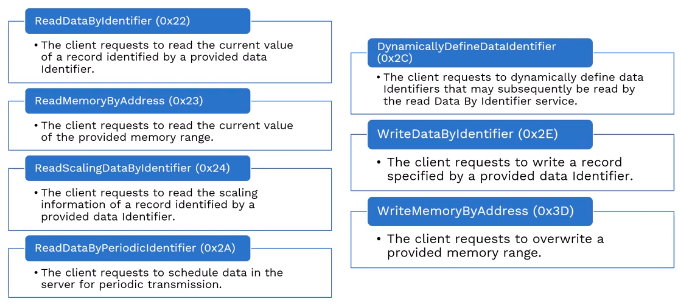 ReadDataByIdentifier (0x22)
• The client requests to read the current value
of a record identified by a provided data
Identifier.
ReadMemoryByAddress (0x23)
• The client requests to read the current value
of the provided memory range.
ReadScalingDataByIdentifier (0x24)
• The client requests to read the scaling
information of a record identified by a
provided data Identifier.
ReadDataByPeriodicIdentifier (0x2A)
• The client requests to schedule data in the
server for periodic transmission.
DynamicallyDefineDataIdentifier
(0x2C)
• The client requests to dynamically define data
Identifiers that may subsequently be read by
the read Data By Identifier service.
WriteDataByIdentifier (0x2E)
• The client requests to write a record
specified by a provided data Identifier.
WriteMemoryByAddress (0x3D)
• The client requests to overwrite a
provided memory range.